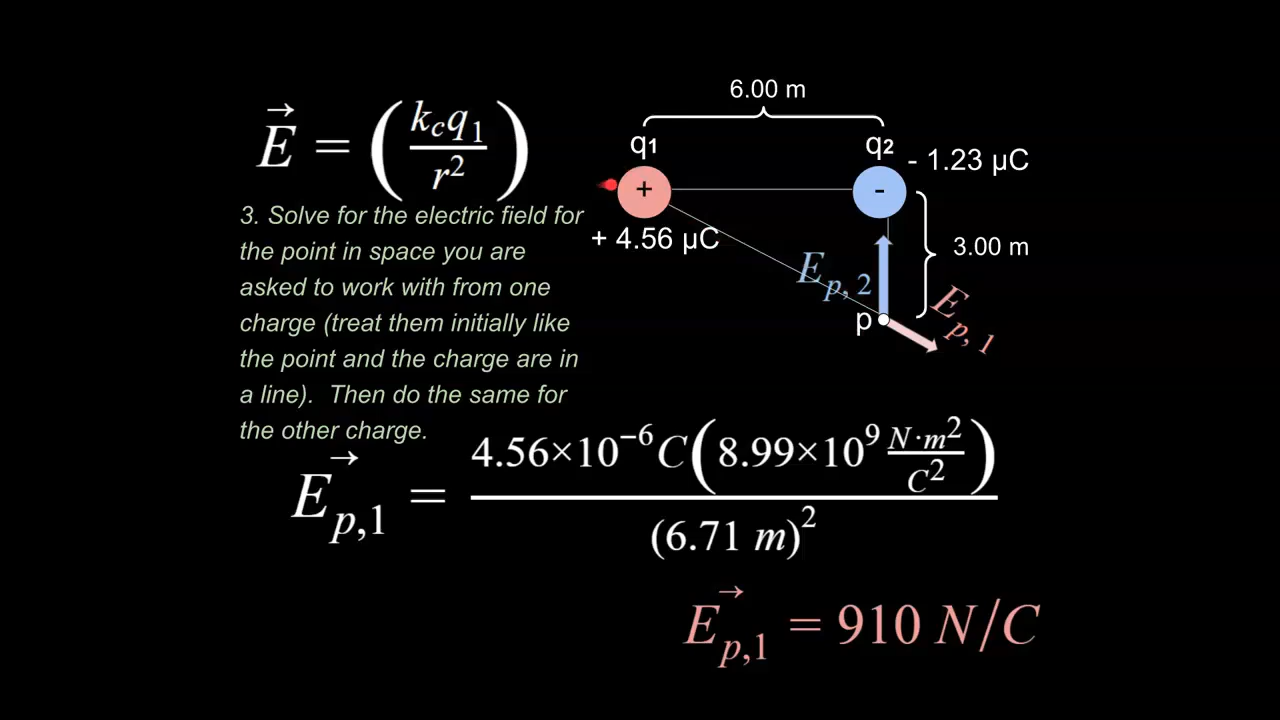 6.00 m
E⃗ = (k_c q_1 / r^2)
q1
q2
- 1.23 µC
+
-
3. Solve for the electric field for
the point in space you are
asked to work with from one
charge (treat them initially like
the point and the charge are in
a line).  Then do the same for
the other charge.
+ 4.56 µC
3.00 m
E_p, 2
E_p, 1
p
E⃗_p,1 = 4.56×10^−6 C(8.99×10^9 N·m^2 / C^2) / (6.71 m)^2
E⃗_p,1 = 910 N/C